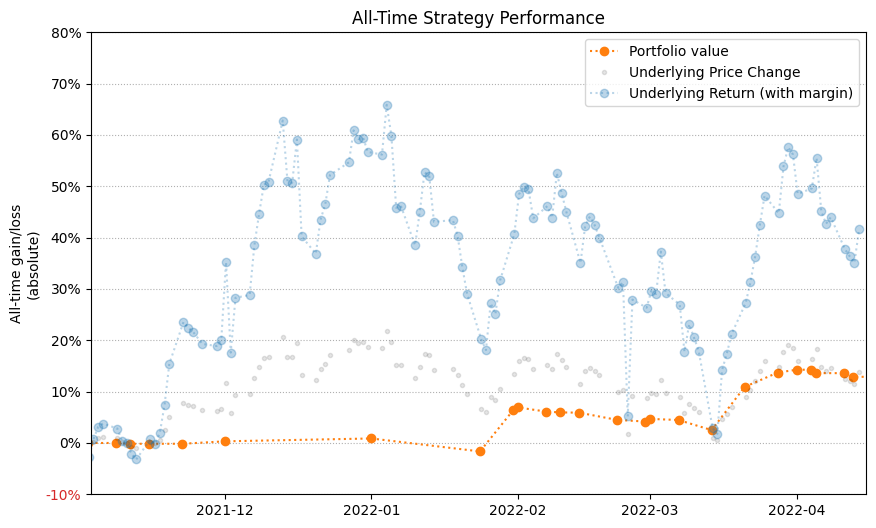 All-Time Strategy Performance
80%
70%
60%
50%
40%
30%
20%
10%
0%
-10%
All-time gain/loss
(absolute)
Portfolio value
Underlying Price Change
Underlying Return (with margin)
2021-12
2022-01
2022-02
2022-03
2022-04